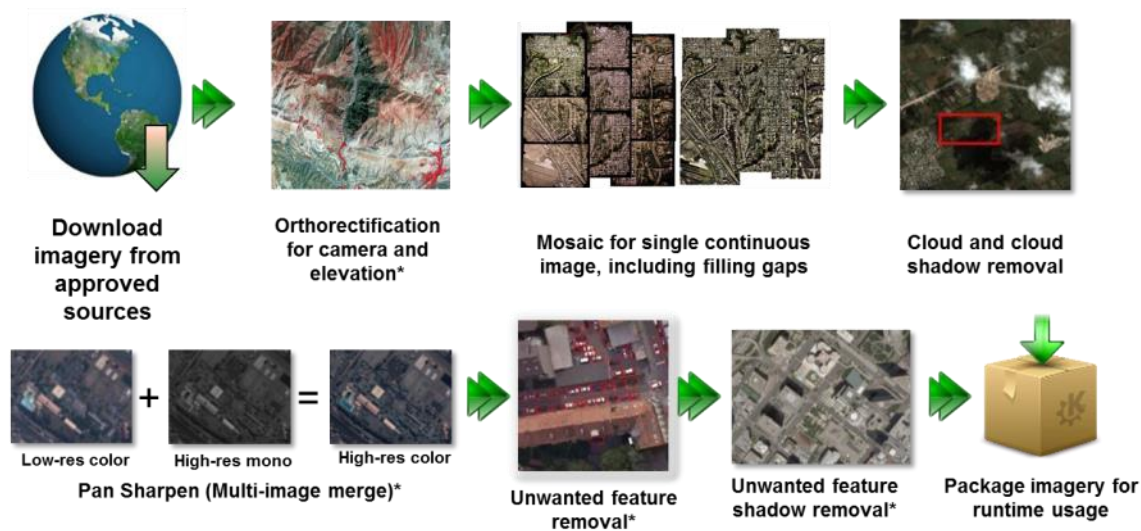 Download
imagery from
approved
sources
Orthorectification
for camera and
elevation*
Mosaic for single continuous
image, including filling gaps
Cloud and cloud
shadow removal
+
=
Low-res color
High-res mono
High-res color
Pan Sharpen (Multi-image merge)*
Unwanted feature
removal*
Unwanted feature
shadow removal*
Package imagery for
runtime usage